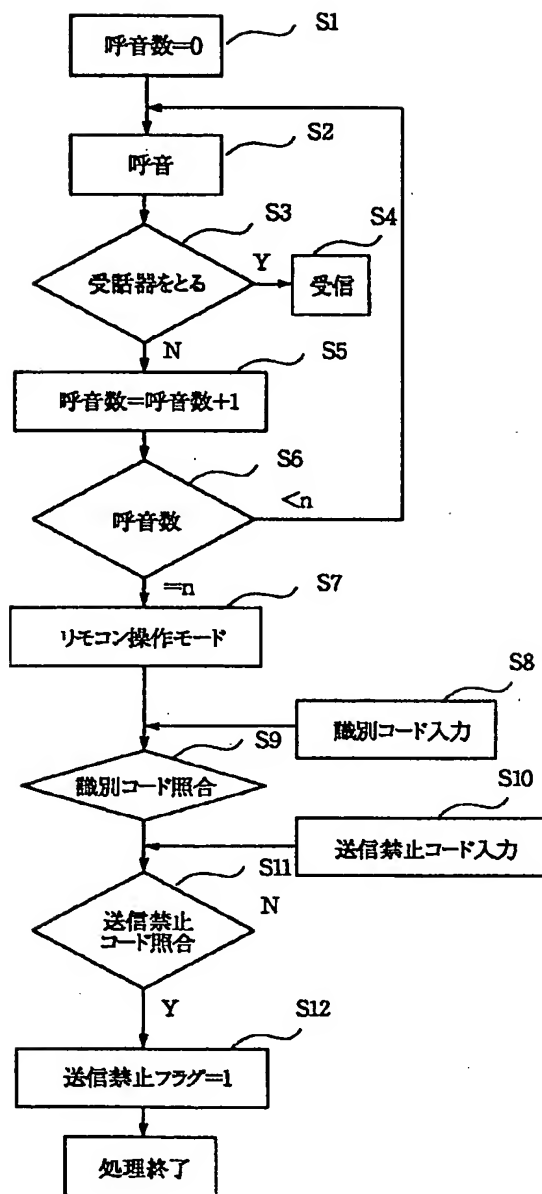 S1
呼音数=0
S2
呼音
S3
受話器をとる
Y
S4
受信
N
S5
呼音数=呼音数+1
S6
呼音数
<n
=n
S7
リモコン操作モード
S8
識別コード入力
S9
識別コード照合
S10
送信禁止コード入力
S11
送信禁止
コード照合
N
Y
S12
送信禁止フラグ=1
処理終了